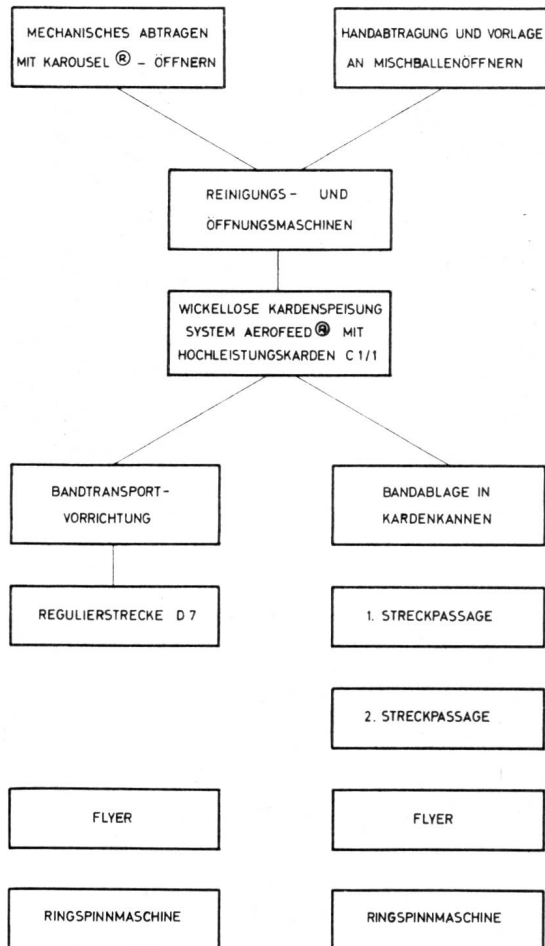 MECHANISCHES ABTRAGEN
MIT KAROUSEL ® – ÖFFNERN
HANDABTRAGUNG UND VORLAGE
AN MISCHBALLENÖFFNERN
REINIGUNGS – UND
ÖFFNUNGSMASCHINEN
WICKELLOSE KARDENSPEISUNG
SYSTEM AEROFEED ® MIT
HOCHLEISTUNGSKARDEN C 1/1
BANDTRANSPORT–
VORRICHTUNG
BANDABLAGE IN
KARDENKANNEN
REGULIERSTRECKE D 7
1. STRECKPASSAGE
2. STRECKPASSAGE
FLYER
FLYER
RINGSPINNMASCHINE
RINGSPINNMASCHINE